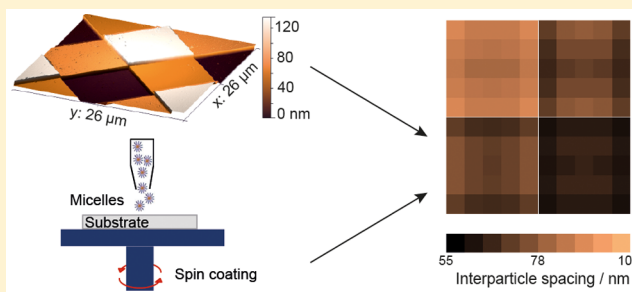 120
80
40
0 nm
x: 26 µm
y: 26 µm
Micelles
Substrate
Spin coating
55 78 10
Interparticle spacing / nm